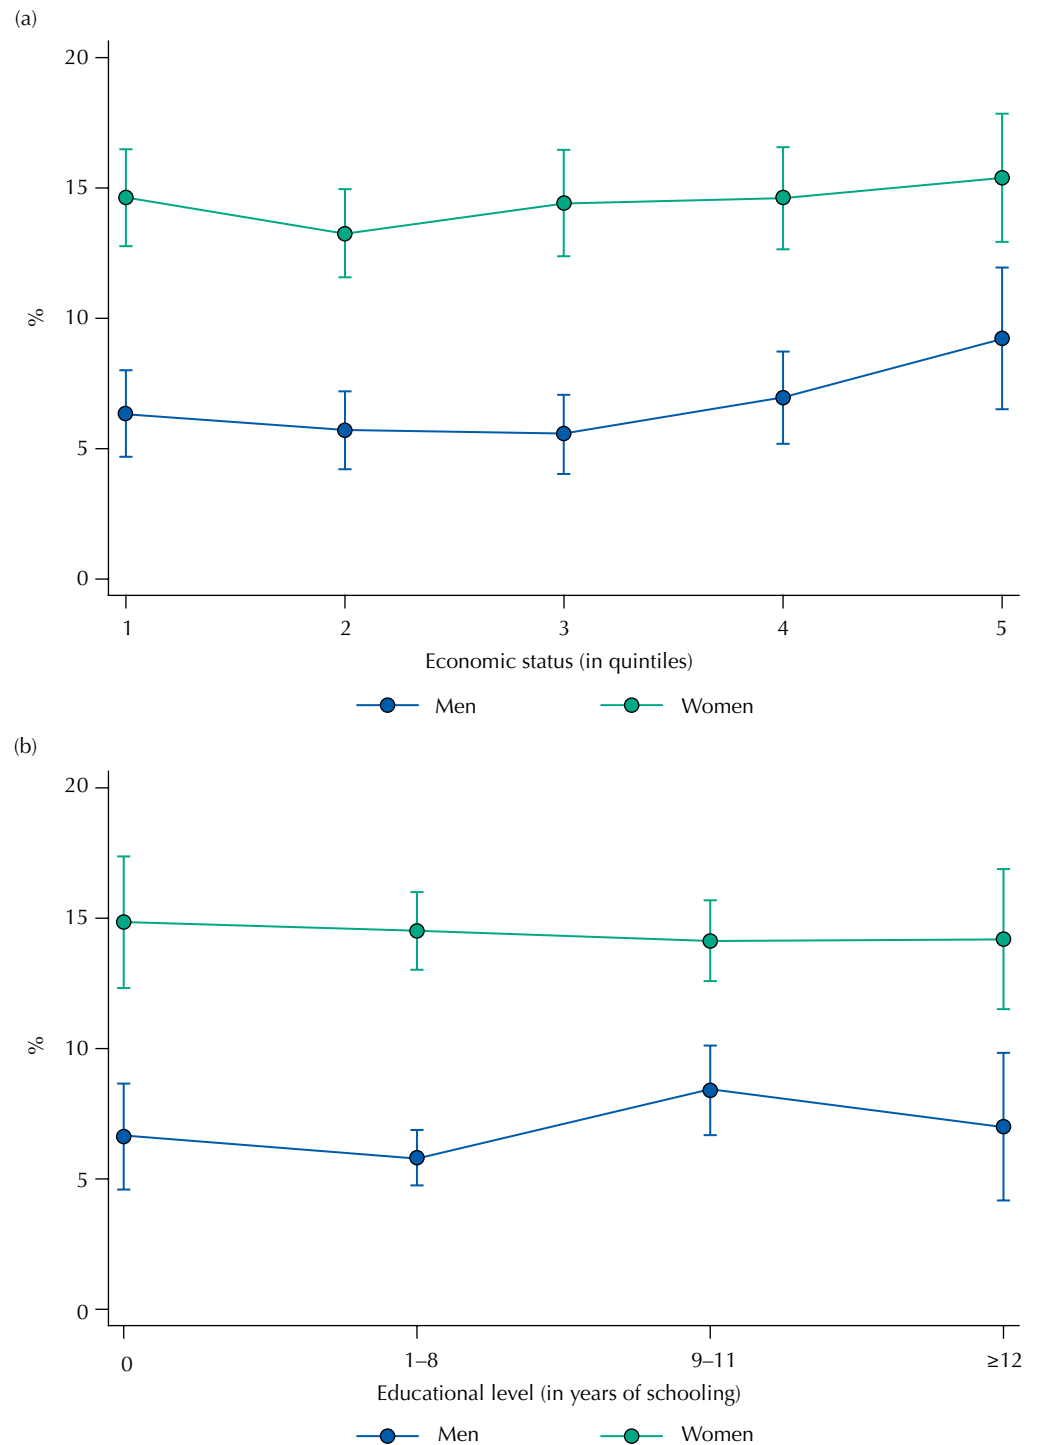 (a)
20
15
10
5
0
%
1 2 3 4 5
Economic status (in quintiles)
Men Women
(b)
20
15
10
5
0
%
0 1–8 9–11 ≥12
Educational level (in years of schooling)
Men Women